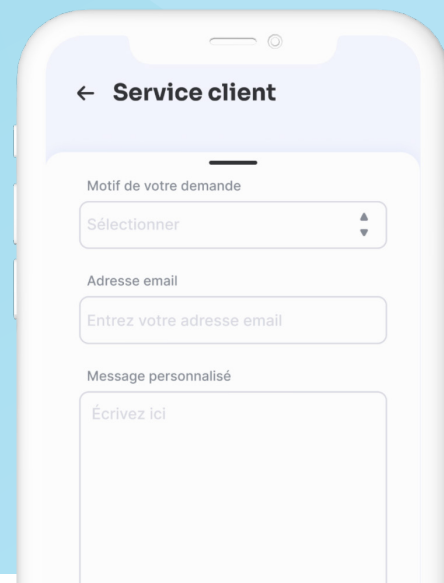 Service client
Motif de votre demande
Sélectionner
Adresse email
Entrez votre adresse email
Message personnalisé
Écrivez ici